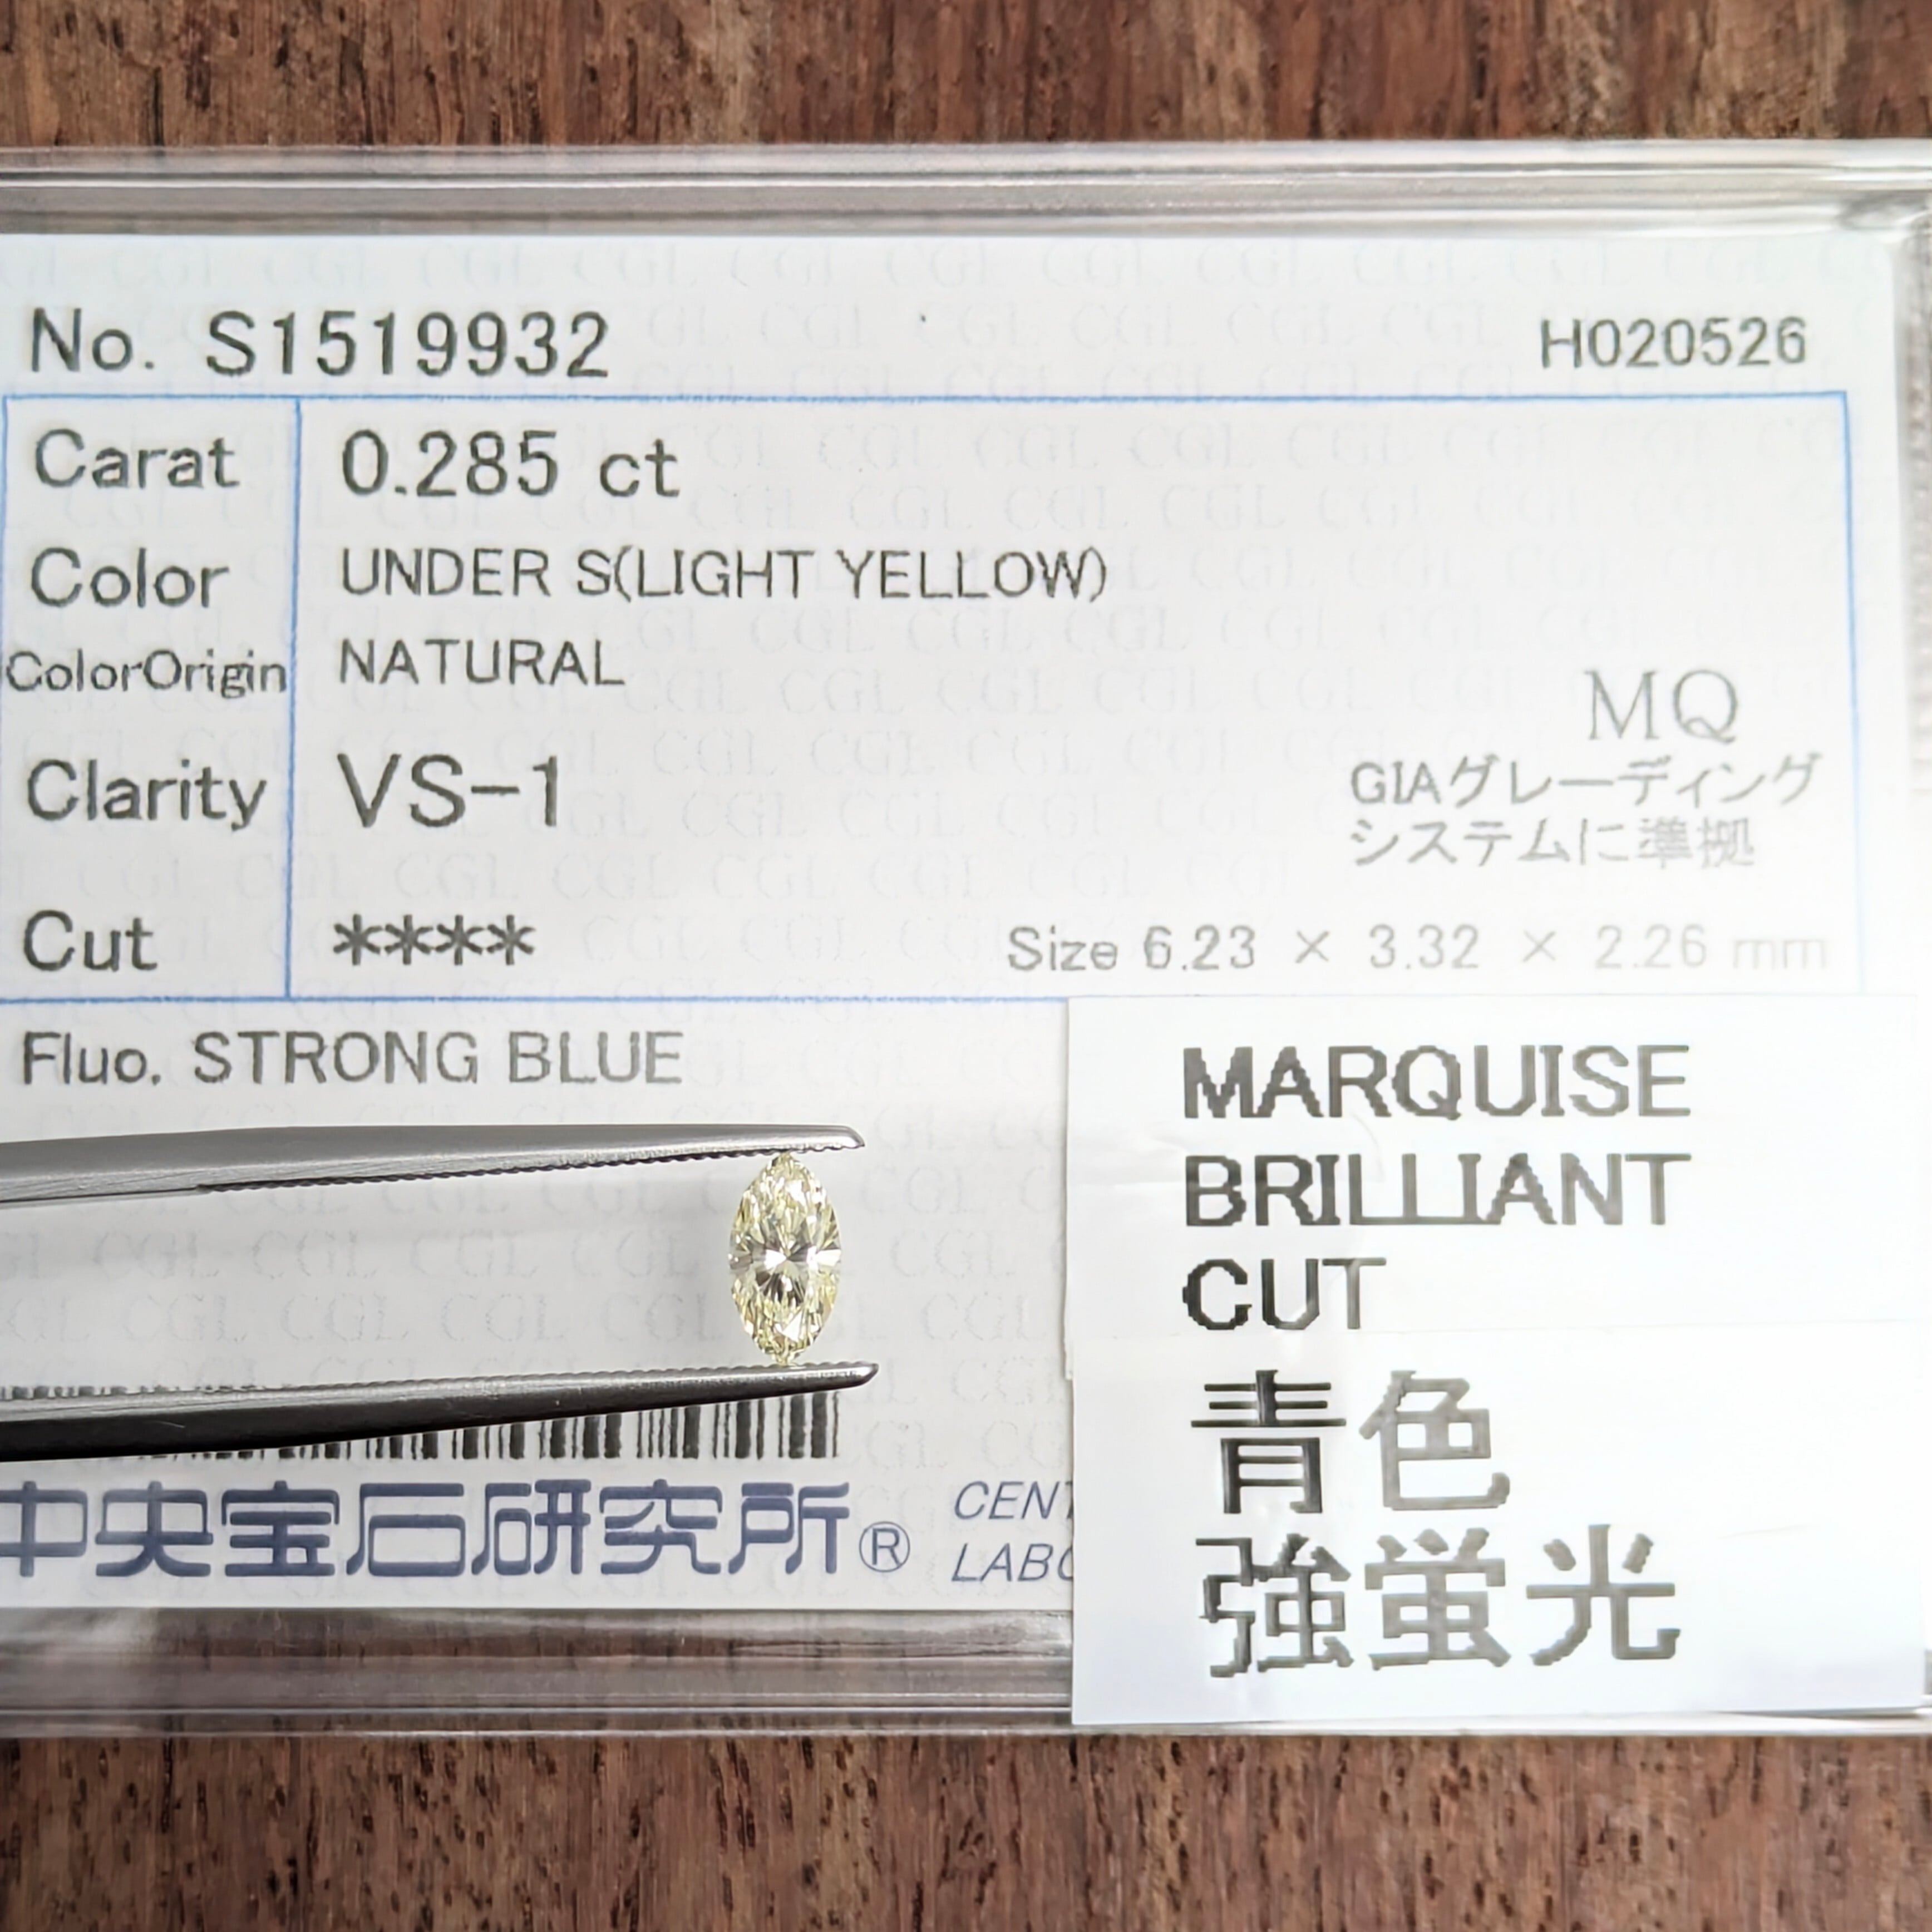 No. S1519932
H020526
Carat 0.285 ct
Color UNDER S(LIGHT YELLOW)
ColorOrigin NATURAL
Clarity VS-1
MQ
GIAグレーディング
システムに準拠
Cut ****
Size 6.23 × 3.32 × 2.26 mm
Fluo. STRONG BLUE
MARQUISE
BRILLIANT
CUT
青色
強蛍光
中央宝石研究所®
CENT
LABO